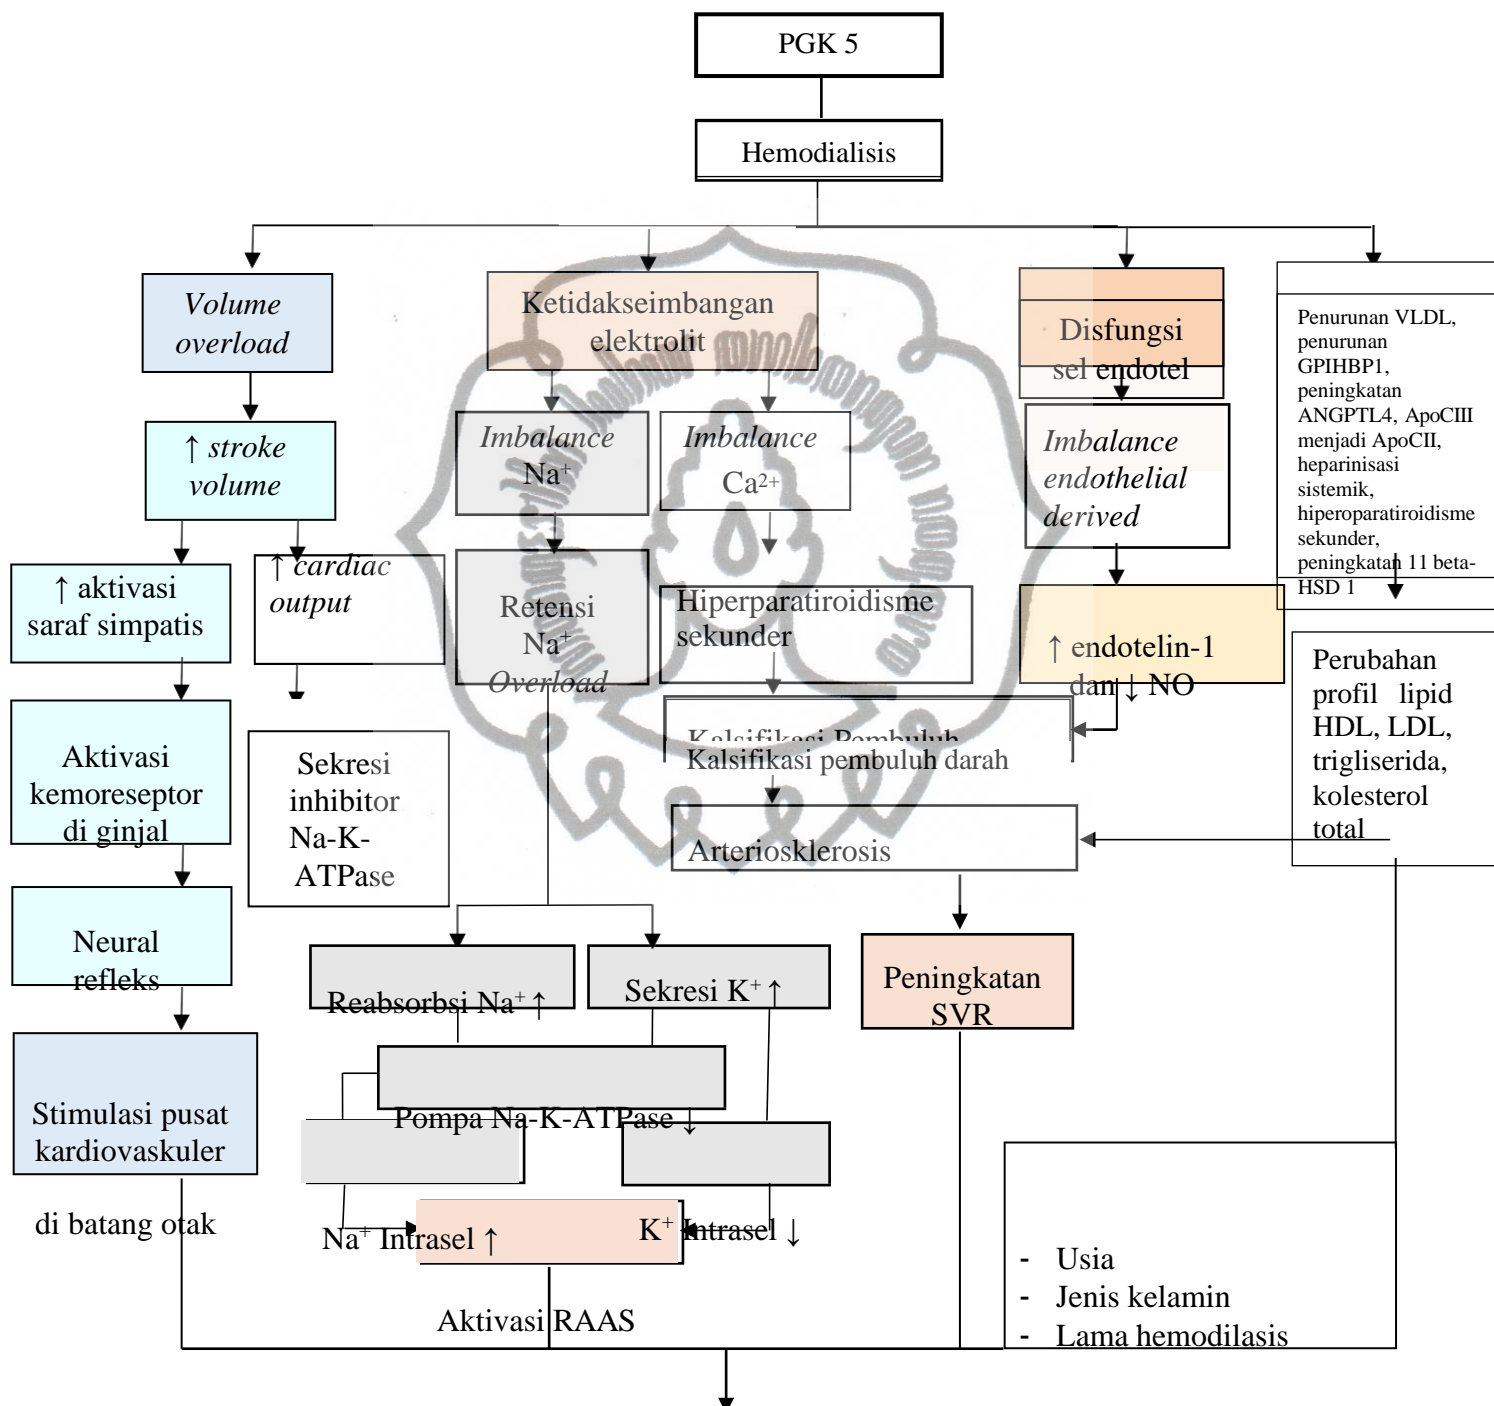 PGK 5
Hemodialisis
Volume
overload
Ketidakseimbangan
elektrolit
Disfungsi
sel endotel
Penurunan VLDL,
penurunan
GPIHBP1,
peningkatan
ANGPTL4, ApoCIII
menjadi ApoCII,
heparinisasi
sistemik,
hiperoparatiroidisme
sekunder,
peningkatan 11 beta-
HSD 1
↑ stroke
volume
Imbalance
Na⁺
Imbalance
Ca²⁺
Imbalance
endothelial
derived
↑ aktivasi
saraf simpatis
↑ cardiac
output
Retensi
Na⁺
Overload
Hiperparatiroidisme
sekunder
↑ endotelin-1
dan ↓ NO
Perubahan
profil lipid
HDL, LDL,
trigliserida,
kolesterol
total
Aktivasi
kemoreseptor
di ginjal
Sekresi
inhibitor
Na-K-
ATPase
Kalsifikasi Pembuluh
Kalsifikasi pembuluh darah
Arteriosklerosis
Neural
refleks
Reabsorbsi Na⁺ ↑
Sekresi K⁺ ↑
Peningkatan
SVR
Stimulasi pusat
kardiovaskuler
di batang otak
Pompa Na-K-ATPase ↓
Na⁺ Intrasel ↑
K⁺ Intrasel ↓
Aktivasi RAAS
- Usia
- Jenis kelamin
- Lama hemodilasis